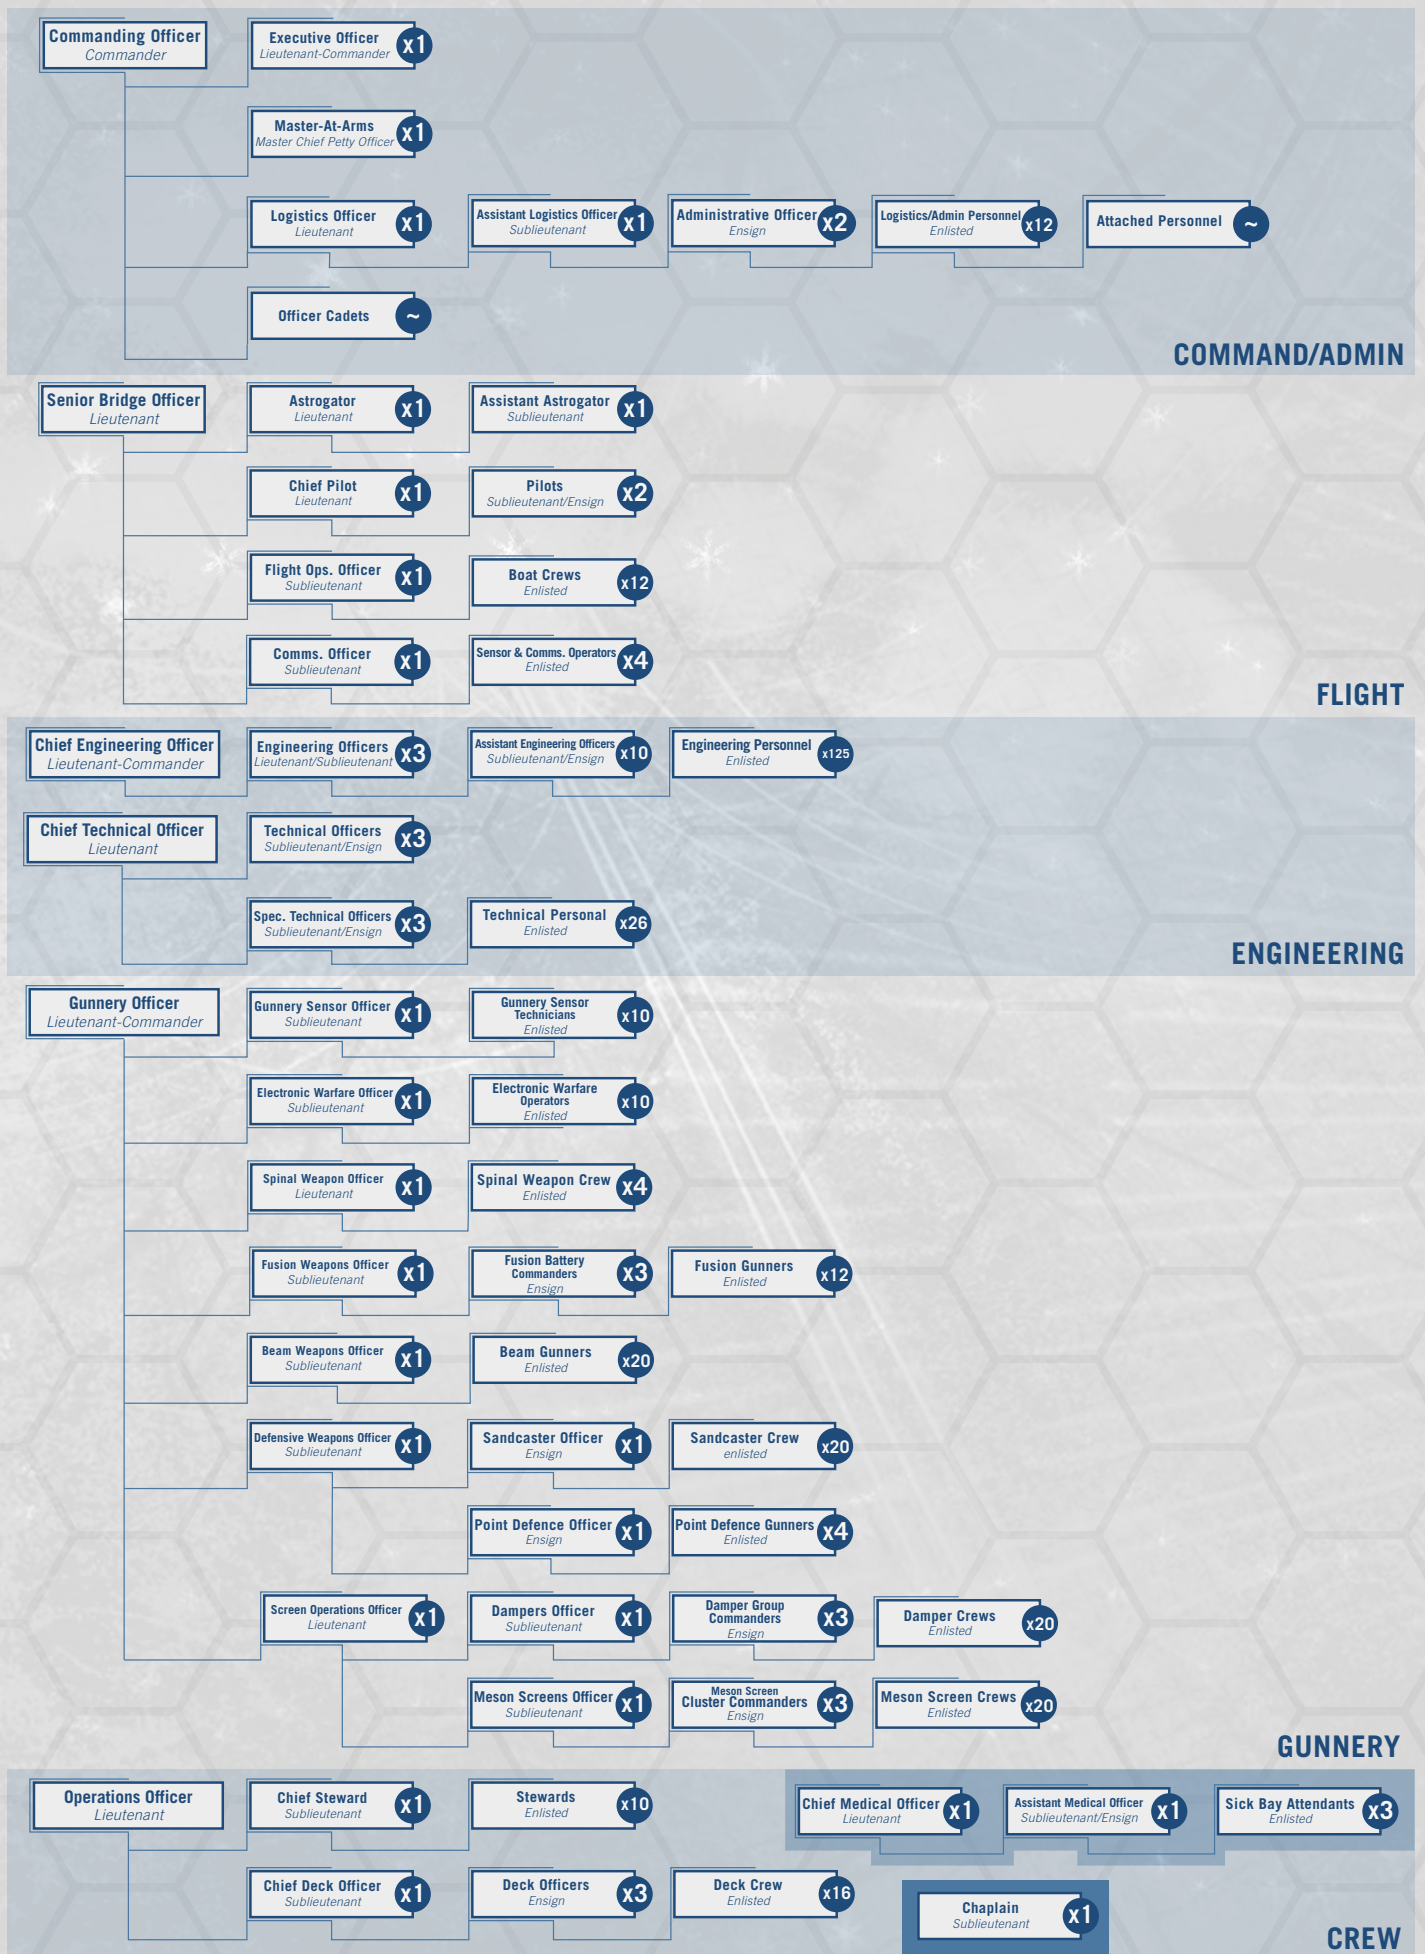 Commanding Officer
Commander
Executive Officer
Lieutenant-Commander
x1
Master-At-Arms
Master Chief Petty Officer
x1
Logistics Officer
Lieutenant
x1
Assistant Logistics Officer
Sublieutenant
x1
Administrative Officer
Ensign
x2
Logistics/Admin Personnel
Enlisted
x12
Attached Personnel
~
Officer Cadets
~
COMMAND/ADMIN
Senior Bridge Officer
Lieutenant
Astrogator
Lieutenant
x1
Assistant Astrogator
Sublieutenant
x1
Chief Pilot
Lieutenant
x1
Pilots
Sublieutenant/Ensign
x2
Flight Ops. Officer
Sublieutenant
x1
Boat Crews
Enlisted
x12
Comms. Officer
Sublieutenant
x1
Sensor & Comms. Operators
Enlisted
x4
FLIGHT
Chief Engineering Officer
Lieutenant-Commander
Engineering Officers
Lieutenant/Sublieutenant
x3
Assistant Engineering Officers
Sublieutenant/Ensign
x10
Engineering Personnel
Enlisted
x125
Chief Technical Officer
Lieutenant
Technical Officers
Sublieutenant/Ensign
x3
Spec. Technical Officers
Sublieutenant/Ensign
x3
Technical Personal
Enlisted
x26
ENGINEERING
Gunnery Officer
Lieutenant-Commander
Gunnery Sensor Officer
Sublieutenant
x1
Gunnery Sensor
Technicians
Enlisted
x10
Electronic Warfare Officer
Sublieutenant
x1
Electronic Warfare
Operators
Enlisted
x10
Spinal Weapon Officer
Lieutenant
x1
Spinal Weapon Crew
Enlisted
x4
Fusion Weapons Officer
Sublieutenant
x1
Fusion Battery
Commanders
Ensign
x3
Fusion Gunners
Enlisted
x12
Beam Weapons Officer
Sublieutenant
x1
Beam Gunners
Enlisted
x20
Defensive Weapons Officer
Sublieutenant
x1
Sandcaster Officer
Ensign
x1
Sandcaster Crew
enlisted
x20
Point Defence Officer
Ensign
x1
Point Defence Gunners
Enlisted
x4
Screen Operations Officer
Lieutenant
x1
Dampers Officer
Sublieutenant
x1
Damper Group
Commanders
Ensign
x3
Damper Crews
Enlisted
x20
Meson Screens Officer
Sublieutenant
x1
Meson Screen
Cluster Commanders
Ensign
x3
Meson Screen Crews
Enlisted
x20
GUNNERY
Operations Officer
Lieutenant
Chief Steward
Sublieutenant
x1
Stewards
Enlisted
x10
Chief Medical Officer
Lieutenant
x1
Assistant Medical Officer
Sublieutenant/Ensign
x1
Sick Bay Attendants
Enlisted
x3
Chief Deck Officer
Sublieutenant
x1
Deck Officers
Ensign
x3
Deck Crew
Enlisted
x16
Chaplain
Sublieutenant
x1
CREW